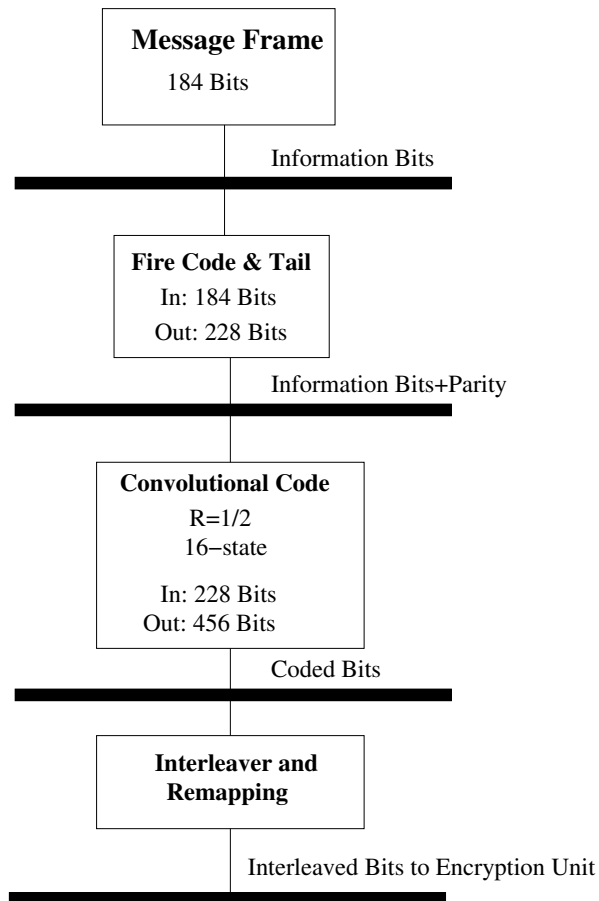 Message Frame
184 Bits
Information Bits
Fire Code & Tail
In: 184 Bits
Out: 228 Bits
Information Bits+Parity
Convolutional Code
R=1/2
16−state
In: 228 Bits
Out: 456 Bits
Coded Bits
Interleaver and
Remapping
Interleaved Bits to Encryption Unit